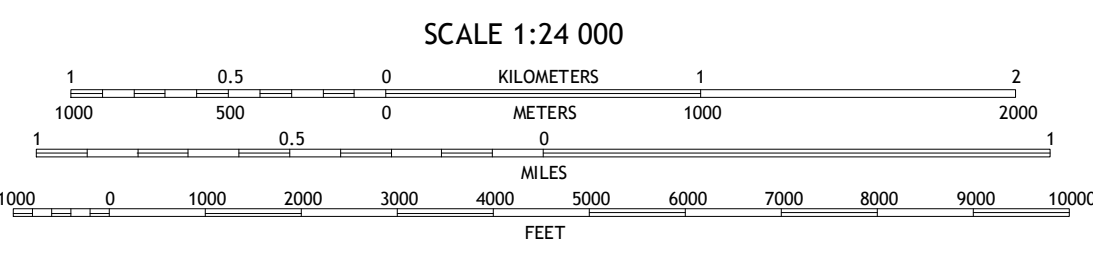 SCALE 1:24 000
1 0.5 0 KILOMETERS 1 2
1000 500 0 METERS 1000 2000
1 0.5 0 1
MILES
1000 0 1000 2000 3000 4000 5000 6000 7000 8000 9000 10000
FEET